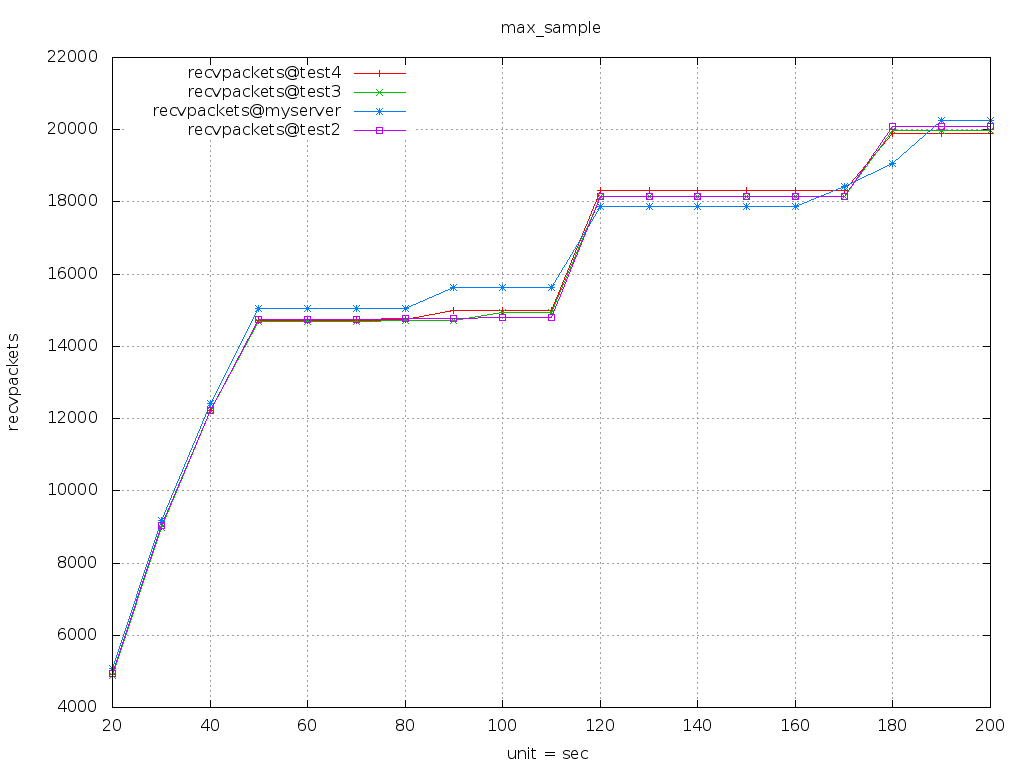 max_sample
22000
20000
18000
16000
14000
12000
10000
8000
6000
4000
recvpackets
recvpackets@test4
recvpackets@test3
recvpackets@myserver
recvpackets@test2
20 40 60 80 100 120 140 160 180 200
unit = sec